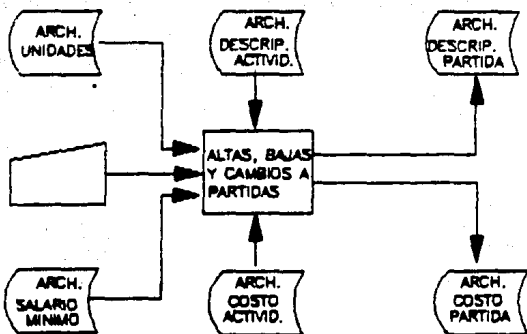 ARCH.
UNIDADES
ARCH.
DESCRIP.
ACTIVID.
ARCH.
DESCRIP.
PARTIDA
ALTAS, BAJAS
Y CAMBIOS A
PARTIDAS
ARCH.
SALARIO
MINIMO
ARCH.
COSTO
ACTIVID.
ARCH.
COSTO
PARTIDA